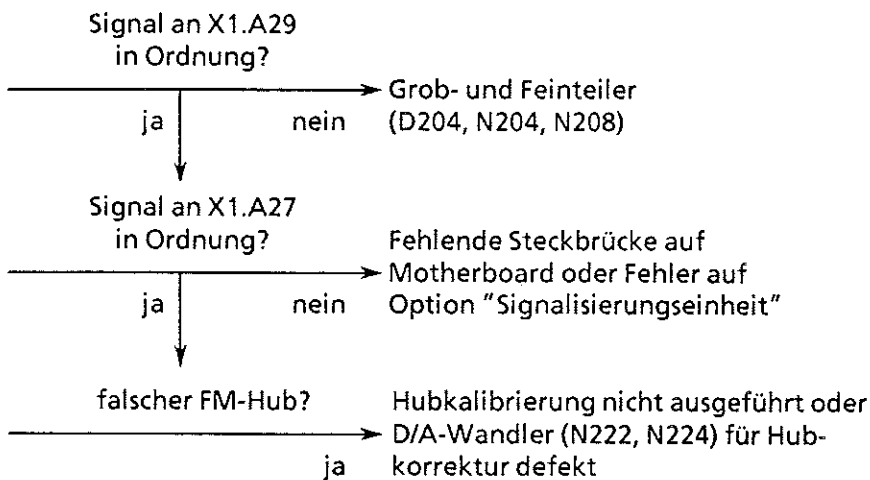 Signal an X1.A29
in Ordnung?
Grob- und Feinteiler
ja nein (D204, N204, N208)
Signal an X1.A27
in Ordnung? Fehlende Steckbrücke auf
Motherboard oder Fehler auf
ja nein Option "Signalisierungseinheit"
falscher FM-Hub? Hubkalibrierung nicht ausgeführt oder
D/A-Wandler (N222, N224) für Hub-
ja korrektur defekt